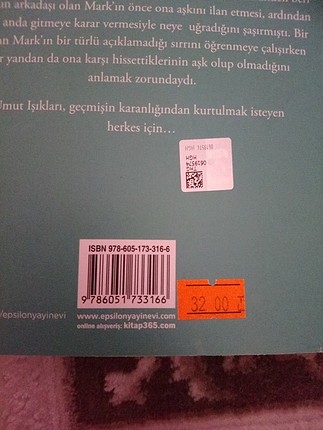 n arkadaşı olan Mark'ın önce ona aşkını ilan etmesi, ardından
anda gitmeye karar vermesiyle neye uğradığını şaşırmıştı. Bir
an Mark'ın bir türlü açıklamadığı sırrını öğrenmeye çalışırken
r yandan da ona karşı hissettiklerinin aşk olup olmadığını
anlamak zorundaydı.
Umut Işıkları, geçmişin karanlığından kurtulmak isteyen
herkes için…
ISBN 978-605-173-316-6
9 786051 733166
32 00
/epsilonyayinevi
www.epsilonyayinevi.com
online alışveriş: kitap365.com